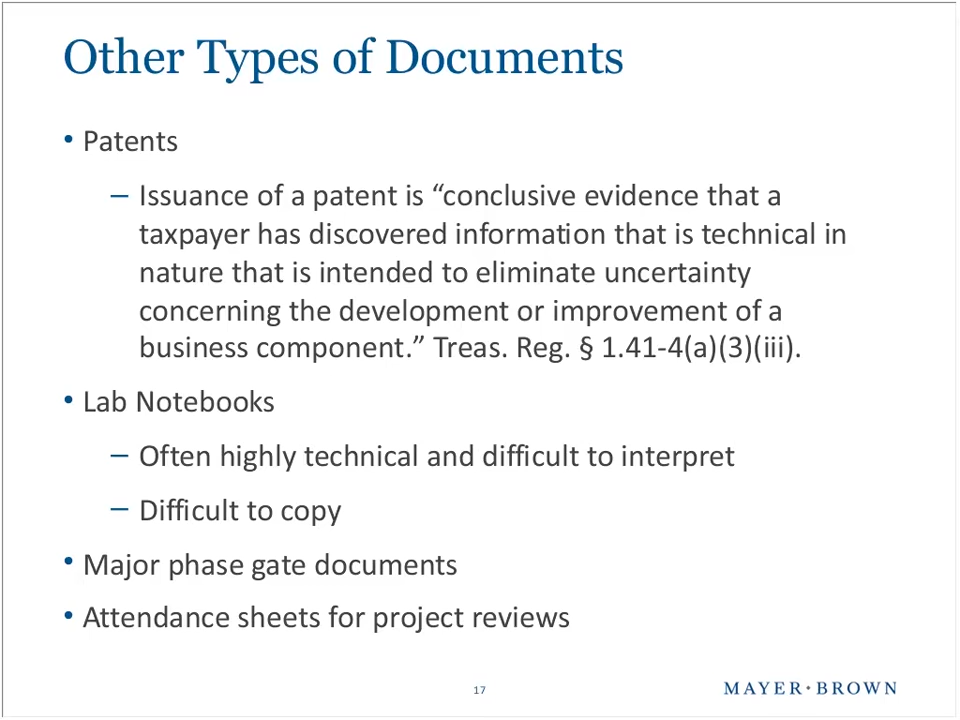 Other Types of Documents
• Patents
– Issuance of a patent is “conclusive evidence that a
taxpayer has discovered information that is technical in
nature that is intended to eliminate uncertainty
concerning the development or improvement of a
business component.” Treas. Reg. § 1.41-4(a)(3)(iii).
• Lab Notebooks
– Often highly technical and difficult to interpret
– Difficult to copy
• Major phase gate documents
• Attendance sheets for project reviews
17
MAYER•BROWN